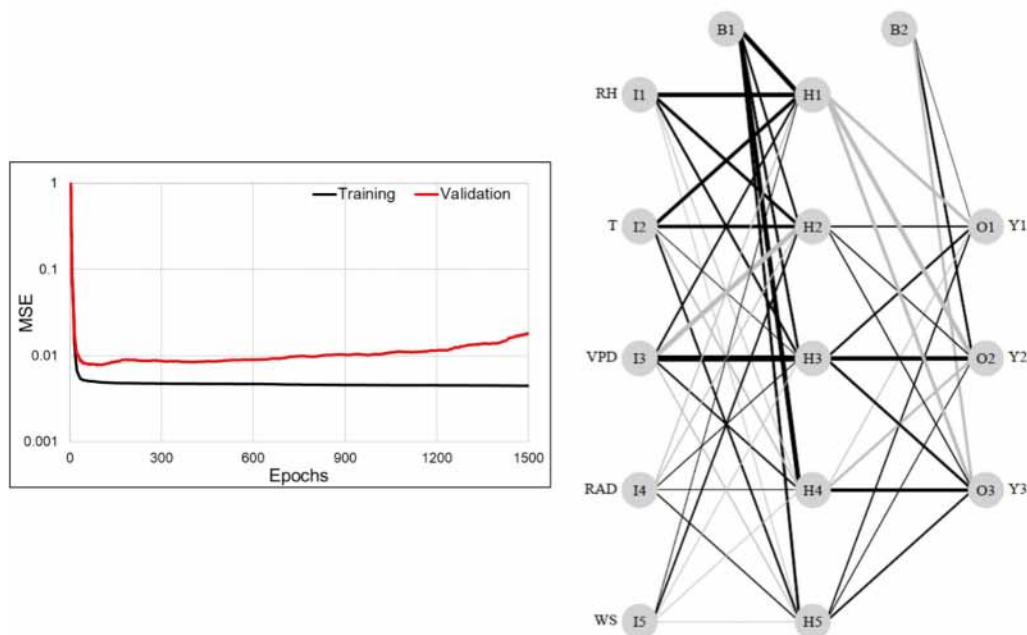 1
0.1
0.01
0.001
MSE
Training
Validation
0
300
600
900
1200
1500
Epochs
B1
B2
RH
I1
H1
T
I2
H2
O1
Y1
VPD
I3
H3
O2
Y2
RAD
I4
H4
O3
Y3
WS
I5
H5